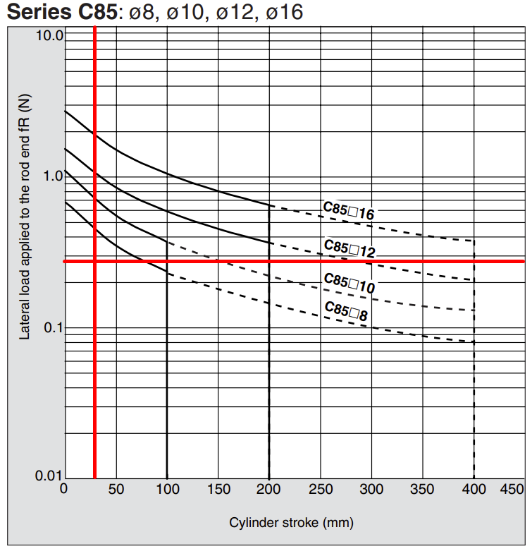 Series C85: ø8, ø10, ø12, ø16
10.0
Lateral load applied to the rod end fR (N)
1.0
C85□16
C85□12
C85□10
C85□8
0.1
0.01
0 50 100 150 200 250 300 350 400 450
Cylinder stroke (mm)